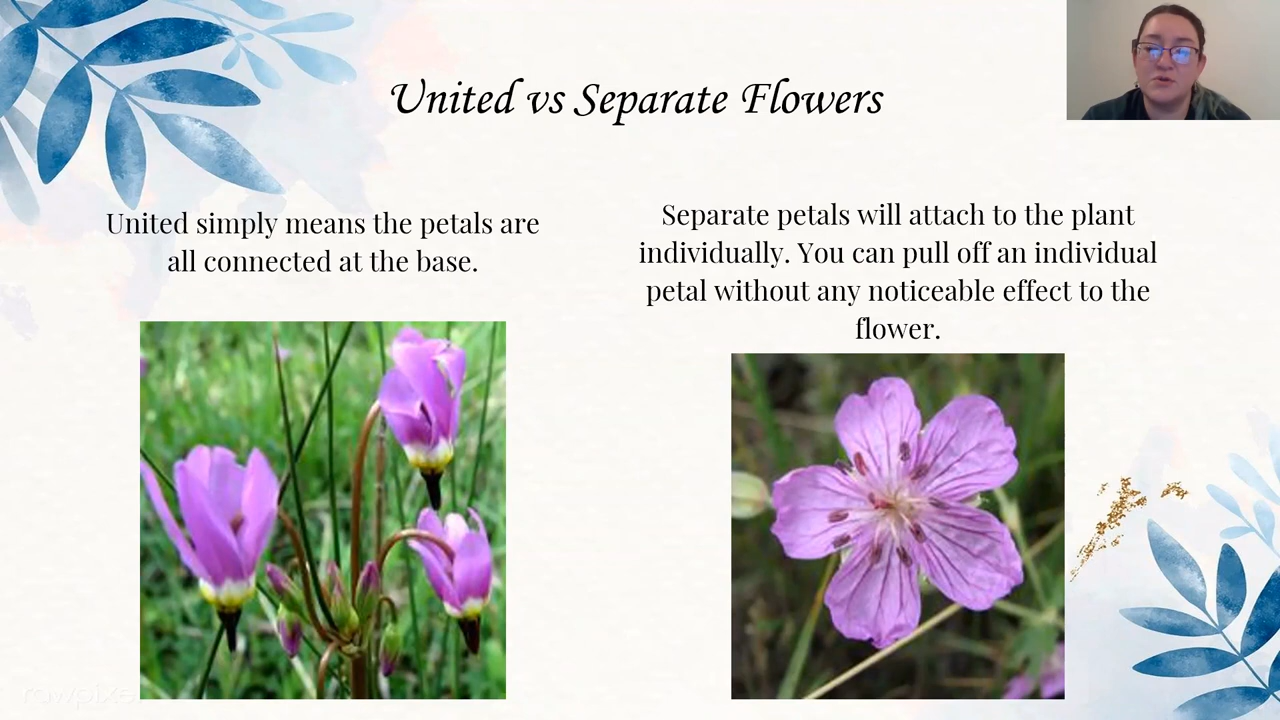 United vs Separate Flowers
United simply means the petals are
all connected at the base.
Separate petals will attach to the plant
individually. You can pull off an individual
petal without any noticeable effect to the
flower.
rawpixel